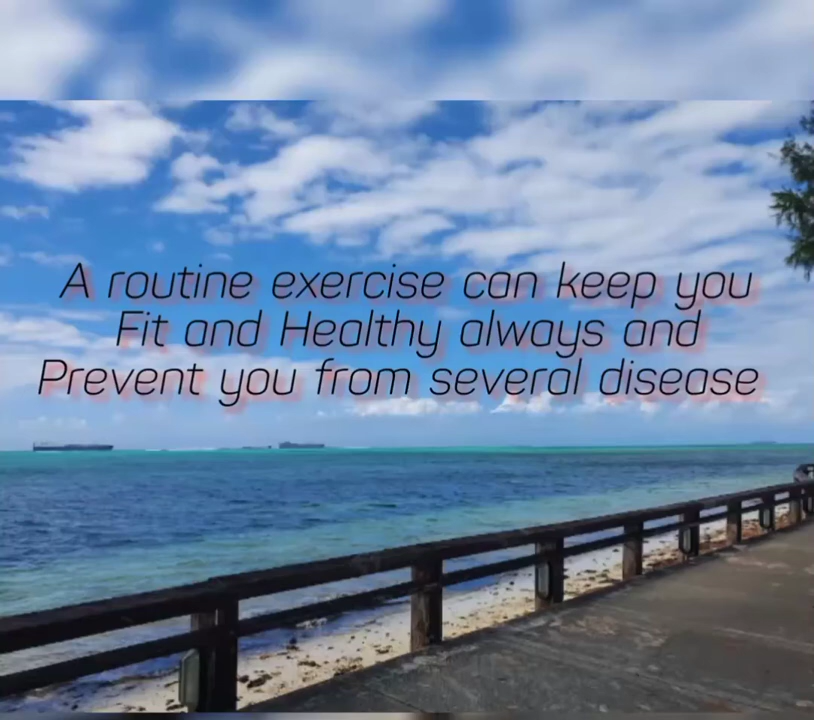 A routine exercise can keep you
Fit and Healthy always and
Prevent you from several disease